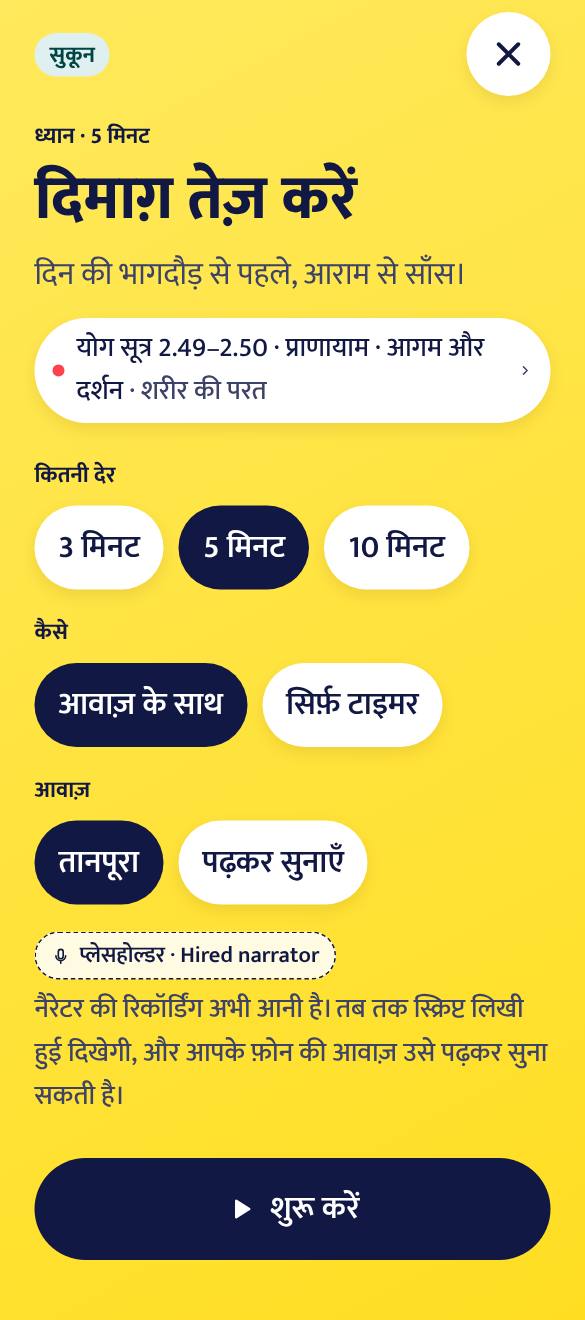 सुकून
ध्यान · 5 मिनट
दिमाग़ तेज़ करें
दिन की भागदौड़ से पहले, आराम से साँस।
योग सूत्र 2.49–2.50 · प्राणायाम · आगम और
दर्शन · शरीर की परत
कितनी देर
3 मिनट 5 मिनट 10 मिनट
कैसे
आवाज़ के साथ सिर्फ़ टाइमर
आवाज़
तानपूरा पढ़कर सुनाएँ
प्लेसहोल्डर · Hired narrator
नैरेटर की रिकॉर्डिंग अभी आनी है। तब तक स्क्रिप्ट लिखी
हुई दिखेगी, और आपके फ़ोन की आवाज़ उसे पढ़कर सुना
सकती है।
शुरू करें